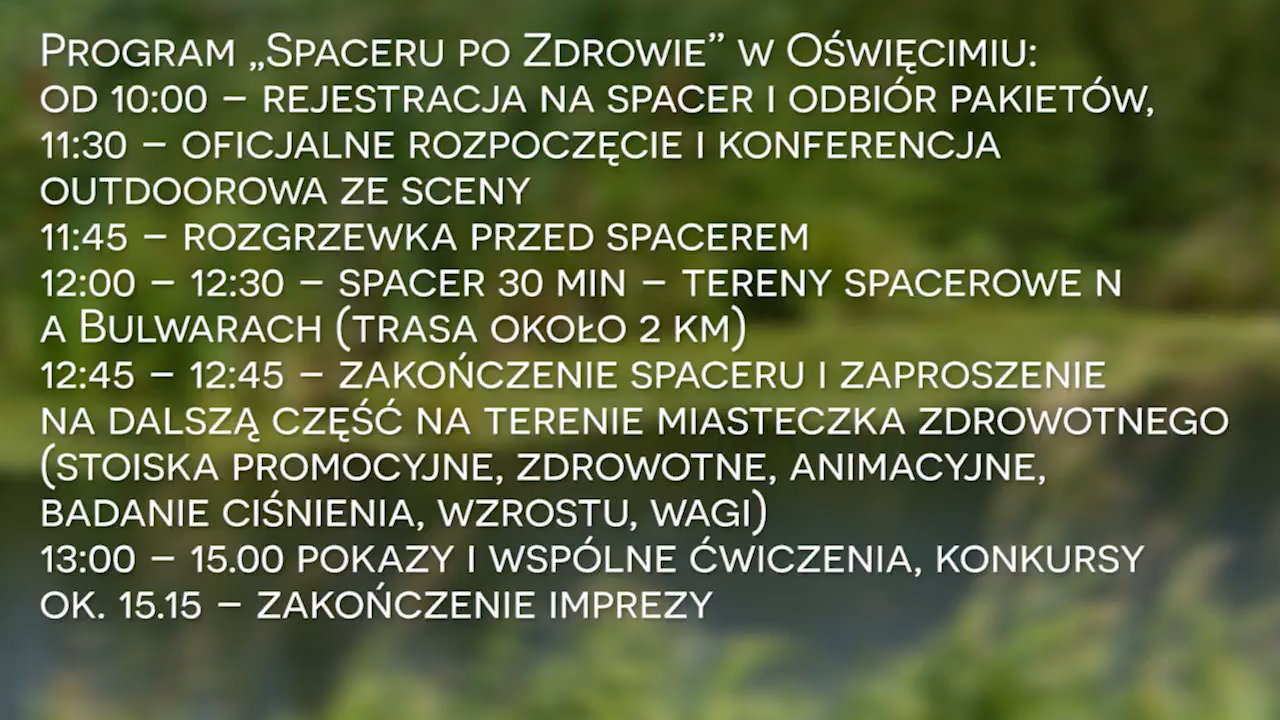 Program „Spaceru po Zdrowie” w Oświęcimiu:
od 10:00 – rejestracja na spacer i odbiór pakietów,
11:30 – oficjalne rozpoczęcie i konferencja
outdoorowa ze sceny
11:45 – rozgrzewka przed spacerem
12:00 – 12:30 – spacer 30 min – tereny spacerowe n
a Bulwarach (trasa około 2 km)
12:45 – 12:45 – zakończenie spaceru i zaproszenie
na dalszą część na terenie miasteczka zdrowotnego
(stoiska promocyjne, zdrowotne, animacyjne,
badanie ciśnienia, wzrostu, wagi)
13:00 – 15.00 pokazy i wspólne ćwiczenia, konkursy
ok. 15.15 – zakończenie imprezy